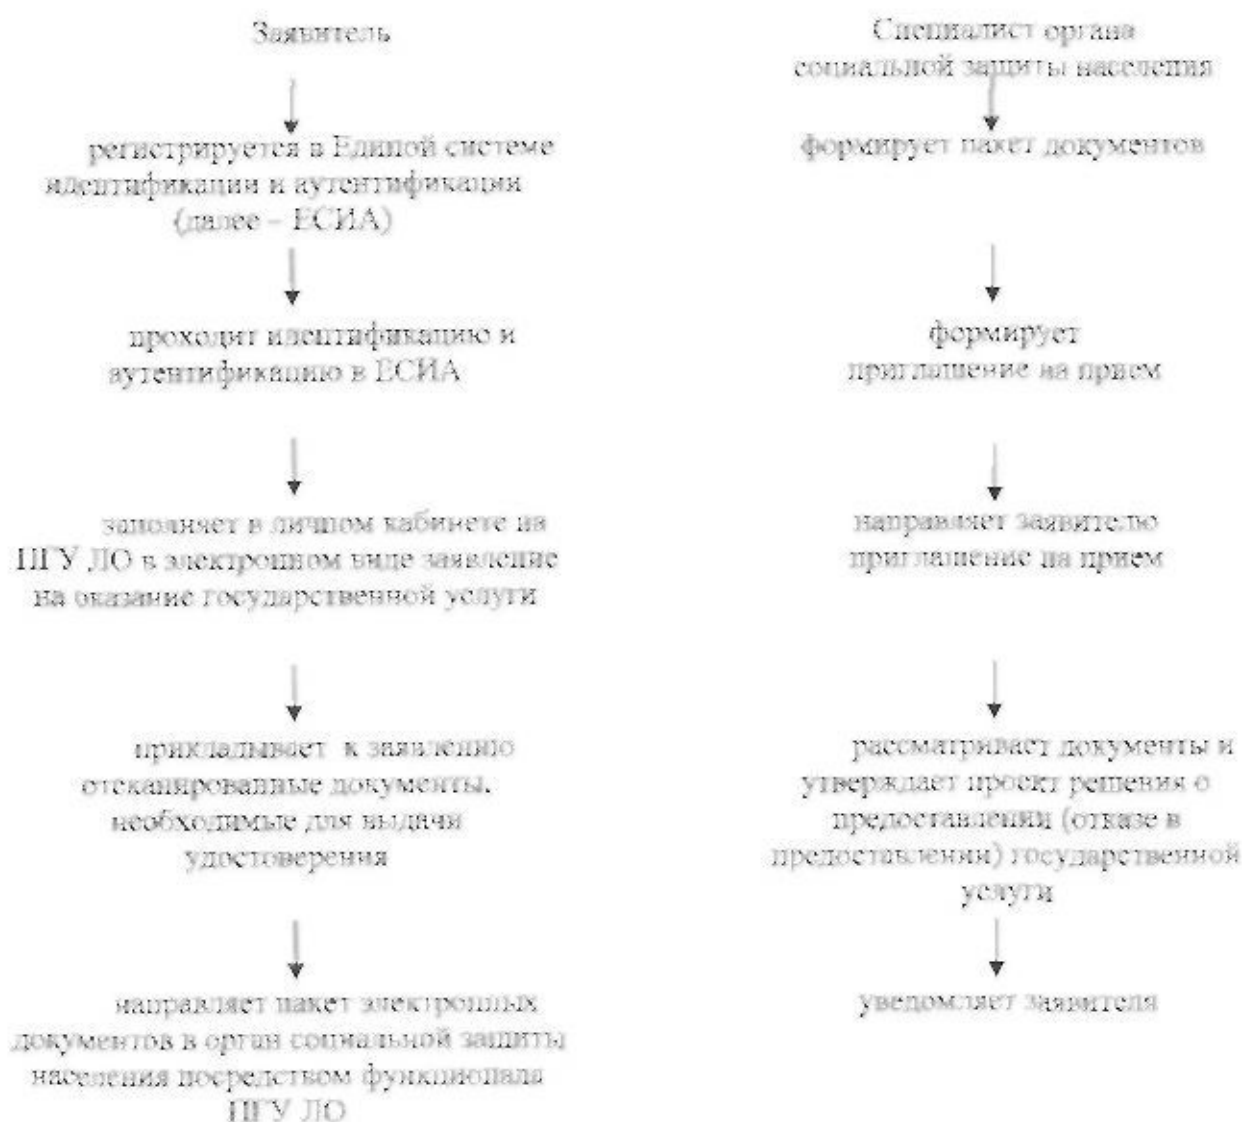 Заявитель
регистрируется в Единой системе
идентификации и аутентификации
(далее – ЕСИА)
проходит идентификацию и
аутентификацию в ЕСИА
заполняет в личном кабинете на
ПГУ ЛО в электронном виде заявление
на оказание государственной услуги
прикладывает к заявлению
отсканированные документы,
необходимые для выдачи
удостоверения
направляет пакет электронных
документов в орган социальной защиты
населения посредством функционала
ПГУ ЛО
Специалист органа
социальной защиты населения
формирует пакет документов
формирует
приглашение на прием
направляет заявителю
приглашение на прием
рассматривает документы и
утверждает проект решения о
предоставлении (отказе в
предоставлении) государственной
услуги
уведомляет заявителя